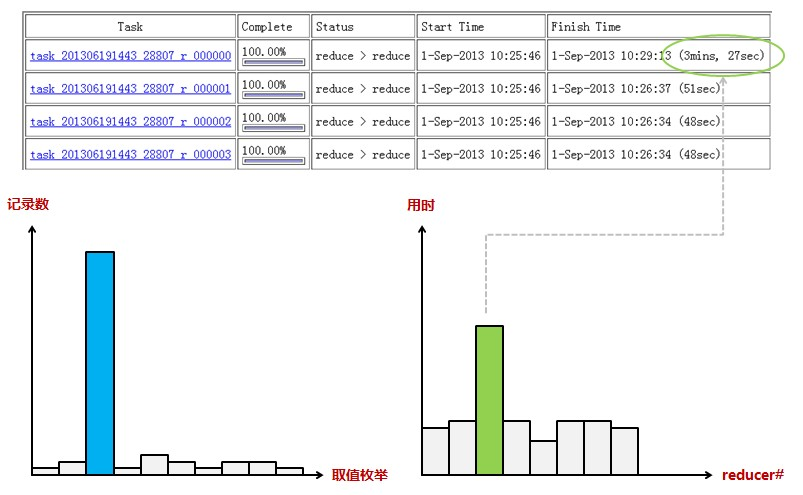 Task Complete Status Start Time Finish Time
task_201306191443_28807_r_000000 100.00% reduce > reduce 1-Sep-2013 10:25:46 1-Sep-2013 10:29:13 (3mins, 27sec)
task_201306191443_28807_r_000001 100.00% reduce > reduce 1-Sep-2013 10:25:46 1-Sep-2013 10:26:37 (51sec)
task_201306191443_28807_r_000002 100.00% reduce > reduce 1-Sep-2013 10:25:46 1-Sep-2013 10:26:34 (48sec)
task_201306191443_28807_r_000003 100.00% reduce > reduce 1-Sep-2013 10:25:46 1-Sep-2013 10:26:34 (48sec)
记录数
用时
取值枚举
reducer#